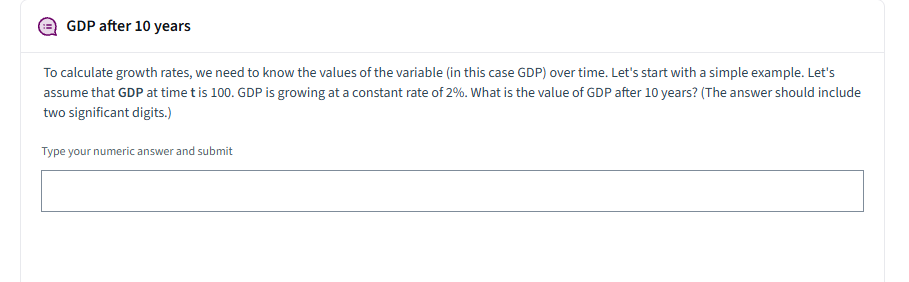 GDP after 10 years
To calculate growth rates, we need to know the values of the variable (in this case GDP) over time. Let's start with a simple example. Let's
assume that GDP at time t is 100. GDP is growing at a constant rate of 2%. What is the value of GDP after 10 years? (The answer should include
two significant digits.)
Type your numeric answer and submit